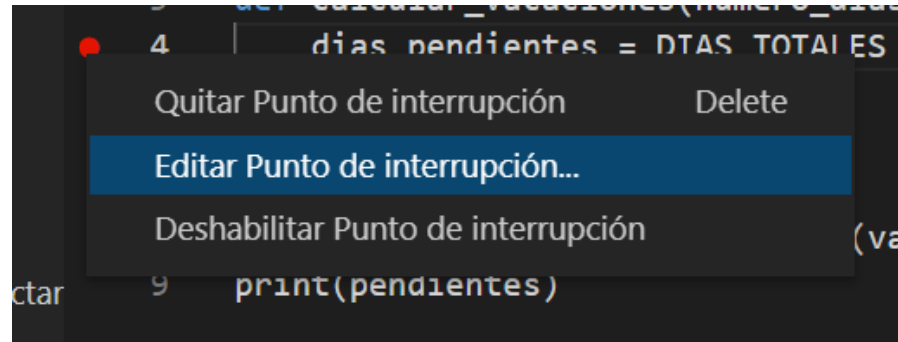 4 dias_pendientes = DIAS_TOTALES
Quitar Punto de interrupción Delete
Editar Punto de interrupción...
Deshabilitar Punto de interrupción
(va
ctar 9 print(pendientes)